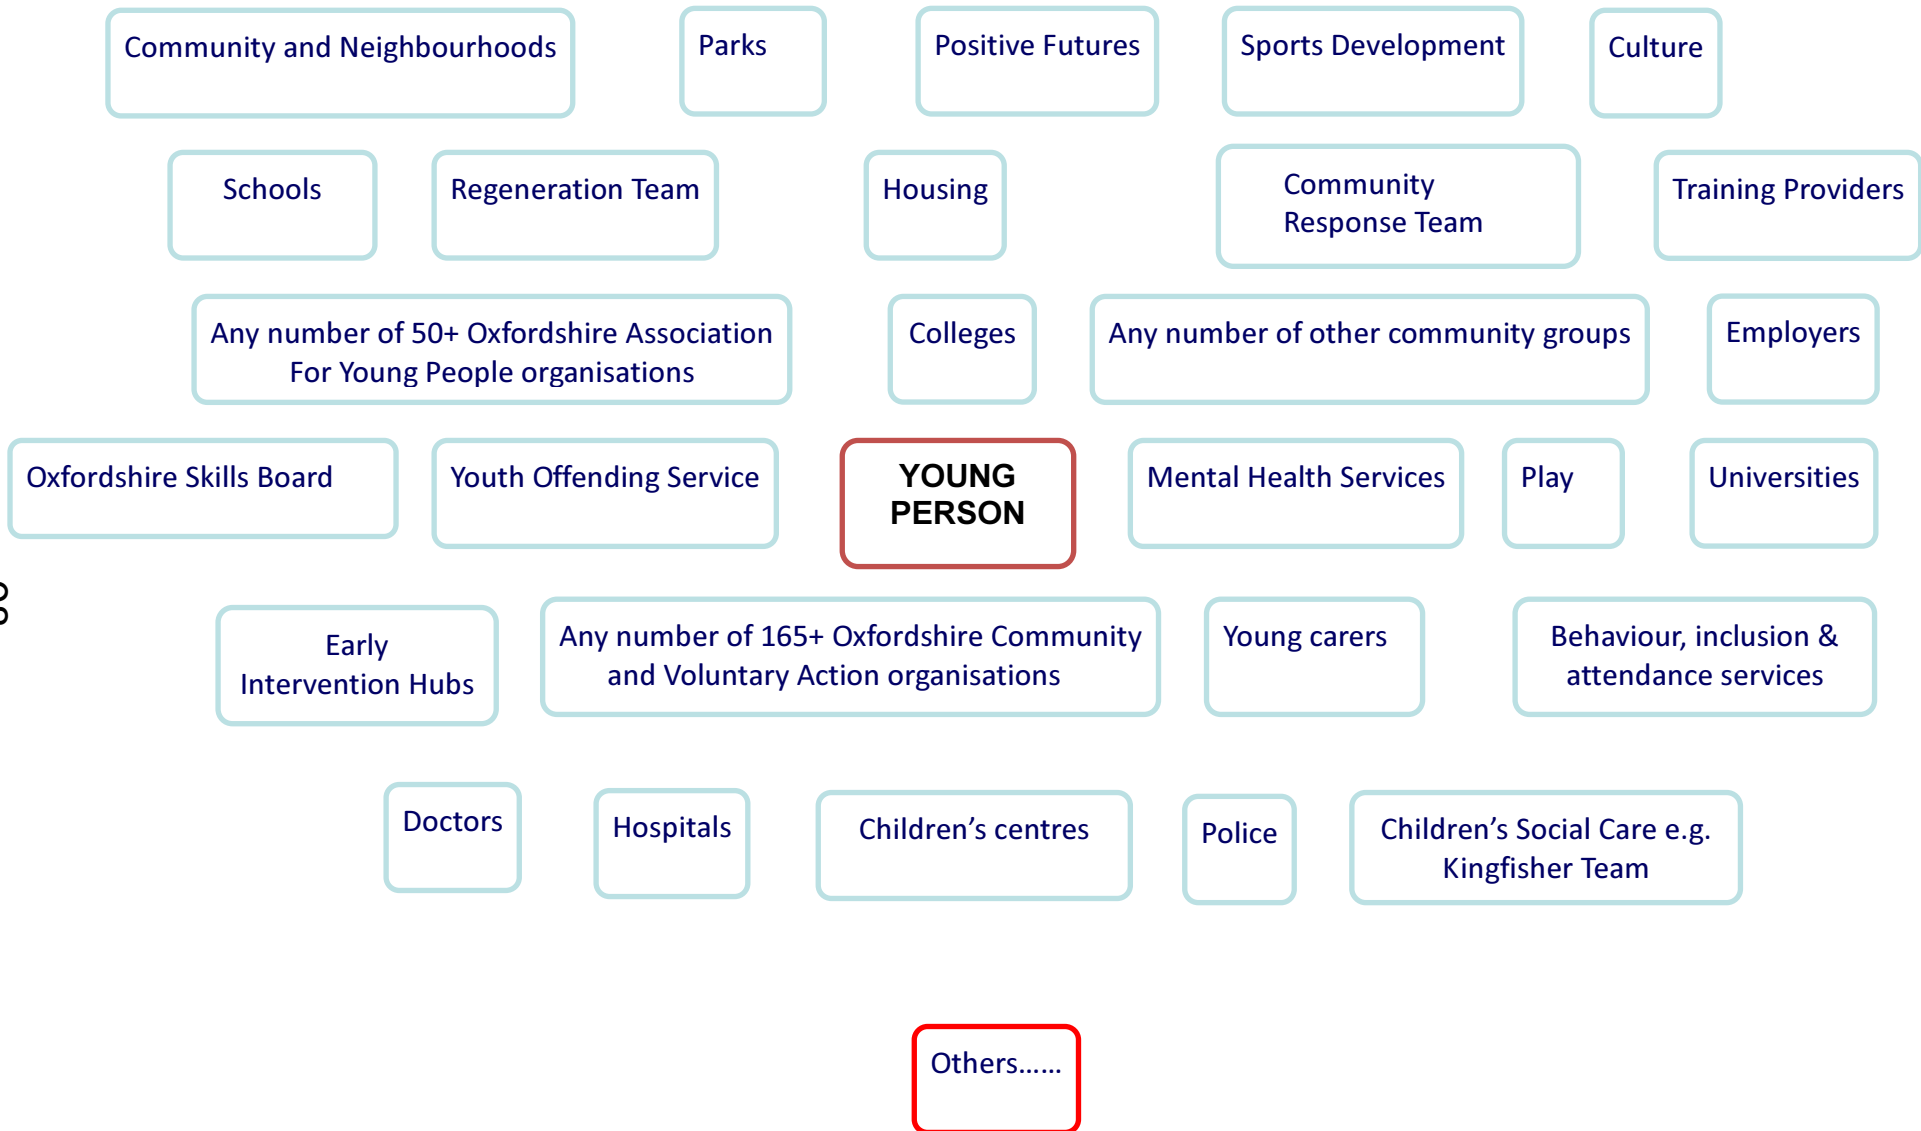 Community and Neighbourhoods
Parks
Positive Futures
Sports Development
Culture
Schools
Regeneration Team
Housing
Community
Response Team
Training Providers
Any number of 50+ Oxfordshire Association
For Young People organisations
Colleges
Any number of other community groups
Employers
Oxfordshire Skills Board
Youth Offending Service
YOUNG
PERSON
Mental Health Services
Play
Universities
Early
Intervention Hubs
Any number of 165+ Oxfordshire Community
and Voluntary Action organisations
Young carers
Behaviour, inclusion &
attendance services
Doctors
Hospitals
Children’s centres
Police
Children’s Social Care e.g.
Kingfisher Team
Others……